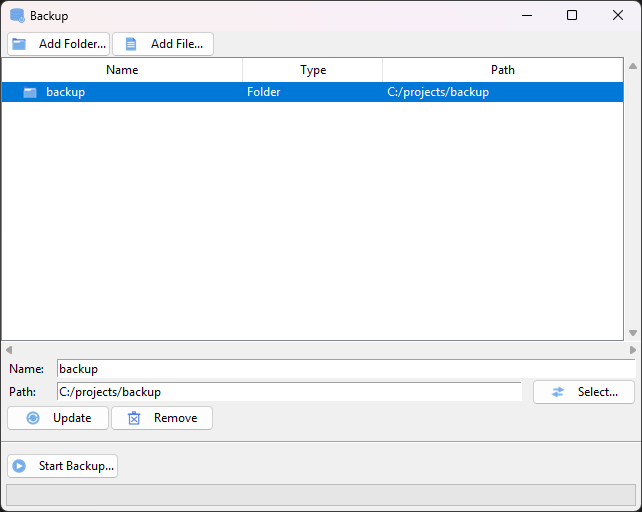 Backup
Add Folder... Add File...
Name Type Path
backup Folder C:/projects/backup
Name: backup
Path: C:/projects/backup Select...
Update Remove
Start Backup...